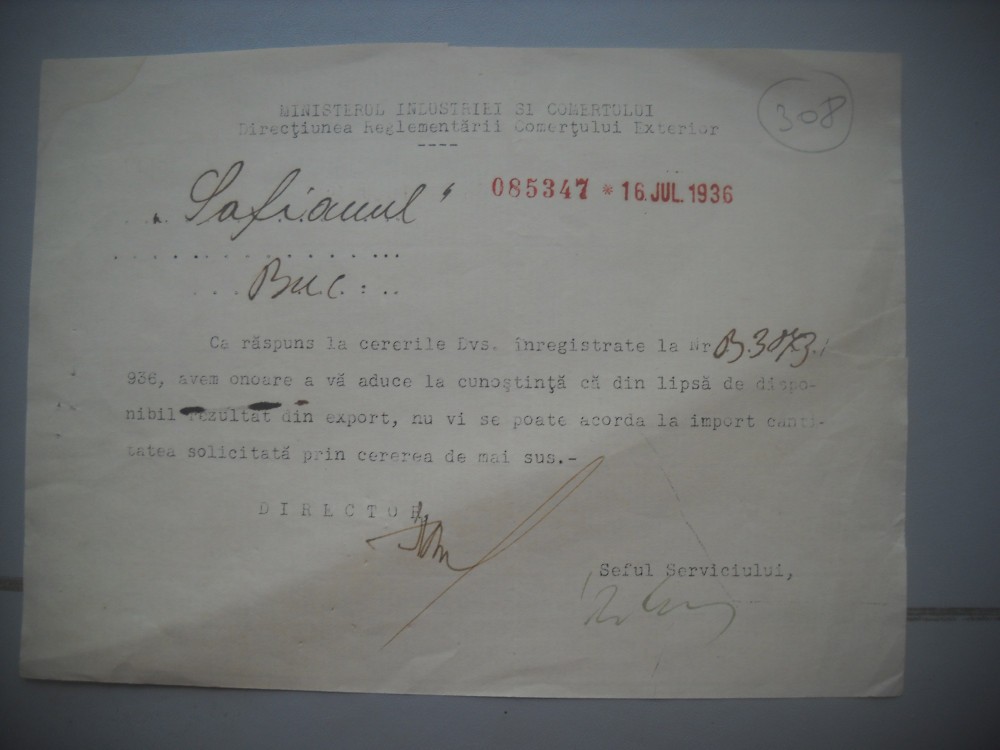 308
MINISTERUL INDUSTRIEI SI COMERTOLUI
Direcţiunea Reglementării Comerţului Exterior
----
„Safianul“ 085347 * 16.JUL.1936
Buc.
Ca răspuns la cererile Dvs. înregistrate la Nr
936, avem onoare a vă aduce la cunoştinţă că din lipsă de dispo-
nibil rezultat din export, nu vi se poate acorda la import canti-
tatea solicitată prin cererea de mai sus.-
DIRECTOR
Seful Serviciului,